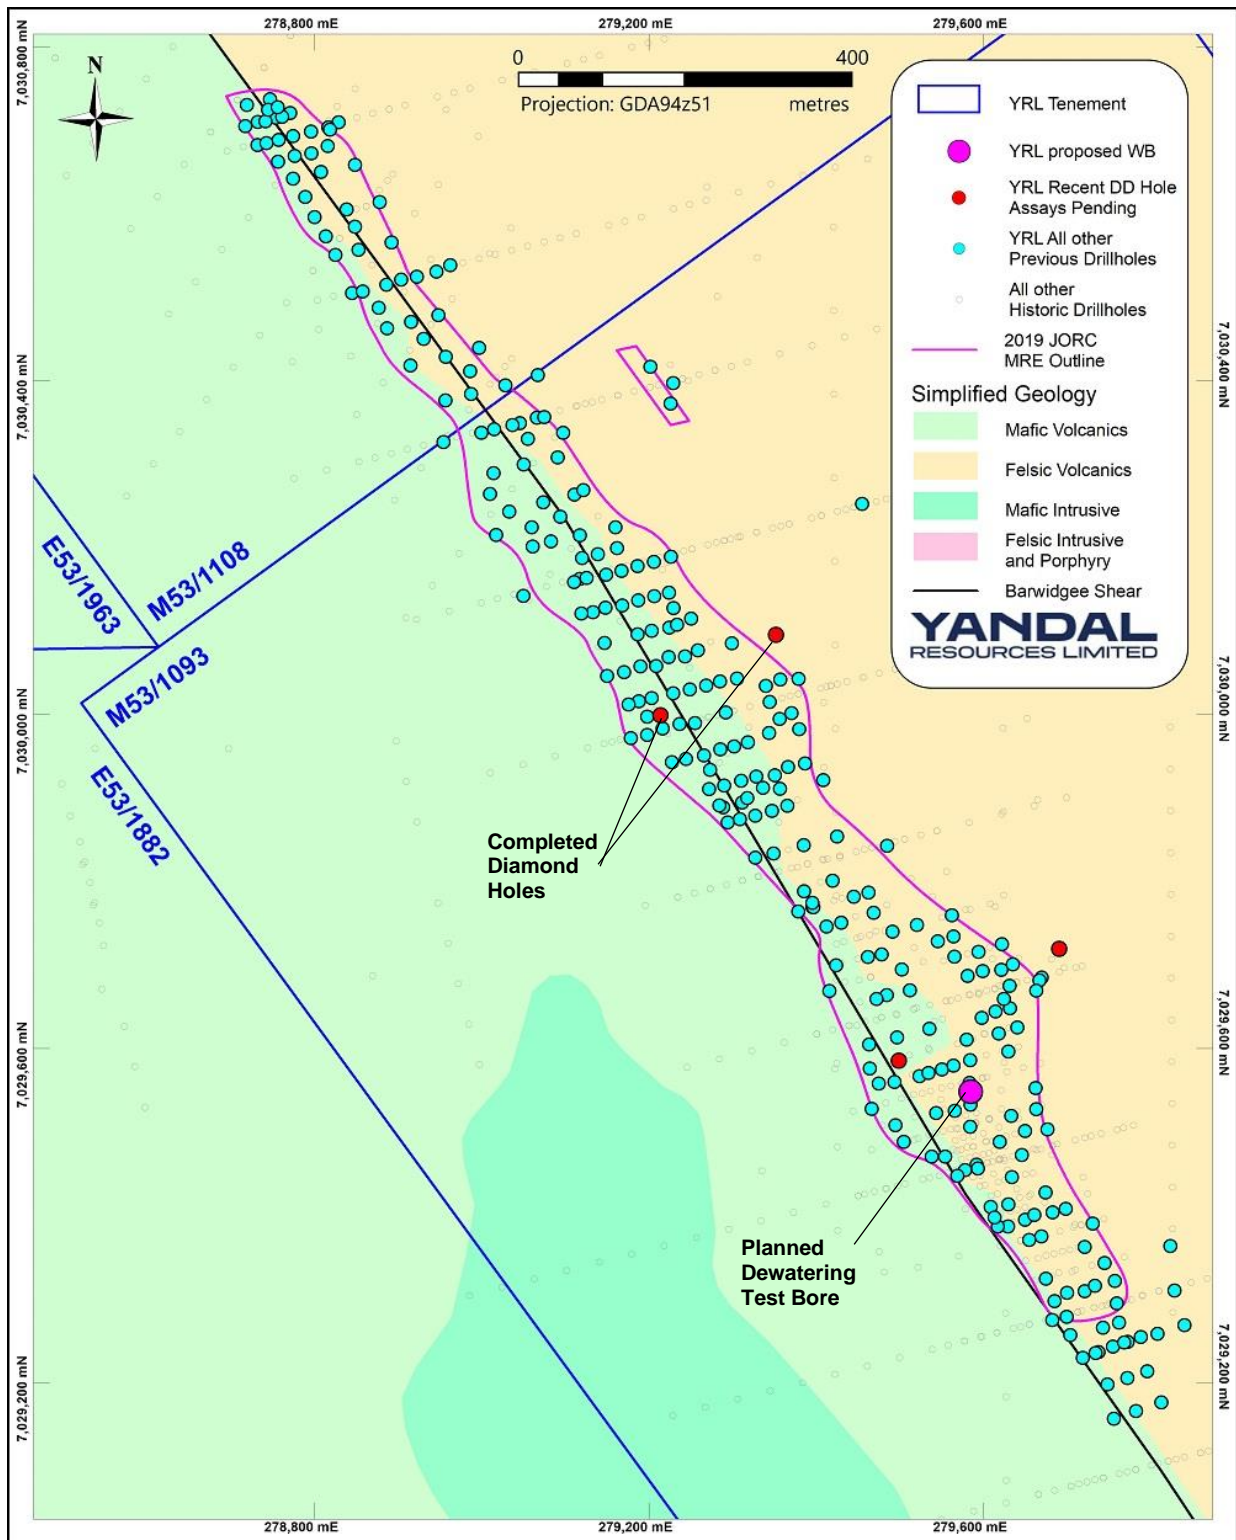 278,800 mE
279,200 mE
279,600 mE
7,030,800 mN
N
0
400
Projection: GDA94z51
metres
YRL Tenement
YRL proposed WB
YRL Recent DD Hole
Assays Pending
YRL All other
Previous Drillholes
All other
Historic Drillholes
2019 JORC
MRE Outline
Simplified Geology
Mafic Volcanics
Felsic Volcanics
Mafic Intrusive
Felsic Intrusive
and Porphyry
Barwidgee Shear
YANDAL
RESOURCES LIMITED
7,030,400 mN
7,030,400 mN
E53/1963
M53/1108
M53/1093
E53/1882
7,030,000 mN
7,030,000 mN
Completed
Diamond
Holes
7,029,600 mN
7,029,600 mN
Planned
Dewatering
Test Bore
7,029,200 mN
7,029,200 mN
278,800 mE
279,200 mE
279,600 mE